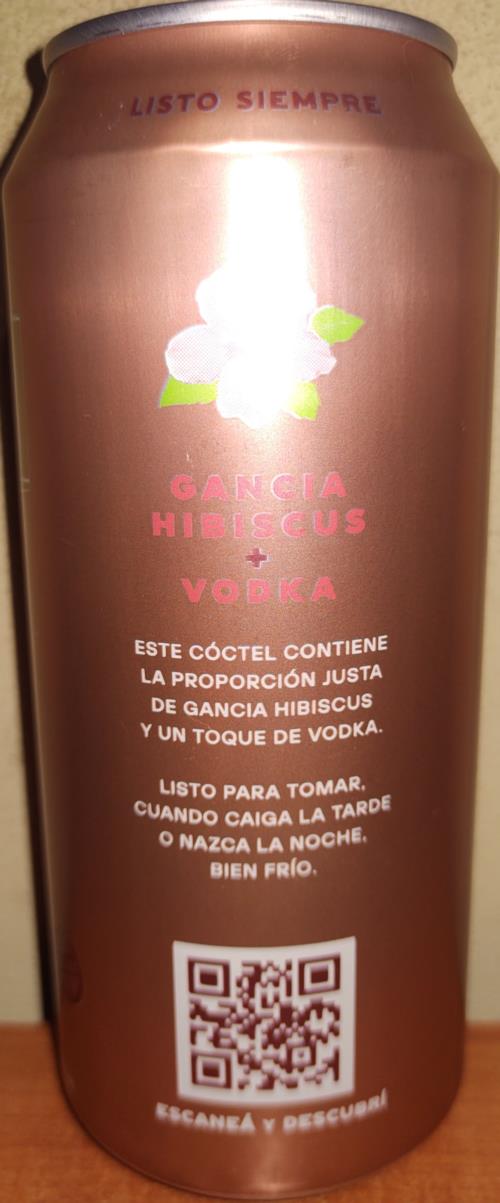 LISTO SIEMPRE
GANCIA
HIBISCUS
+
VODKA
ESTE CÓCTEL CONTIENE
LA PROPORCIÓN JUSTA
DE GANCIA HIBISCUS
Y UN TOQUE DE VODKA.
LISTO PARA TOMAR,
CUANDO CAIGA LA TARDE
O NAZCA LA NOCHE.
BIEN FRÍO.
ESCANEÁ Y DESCUBRÍ